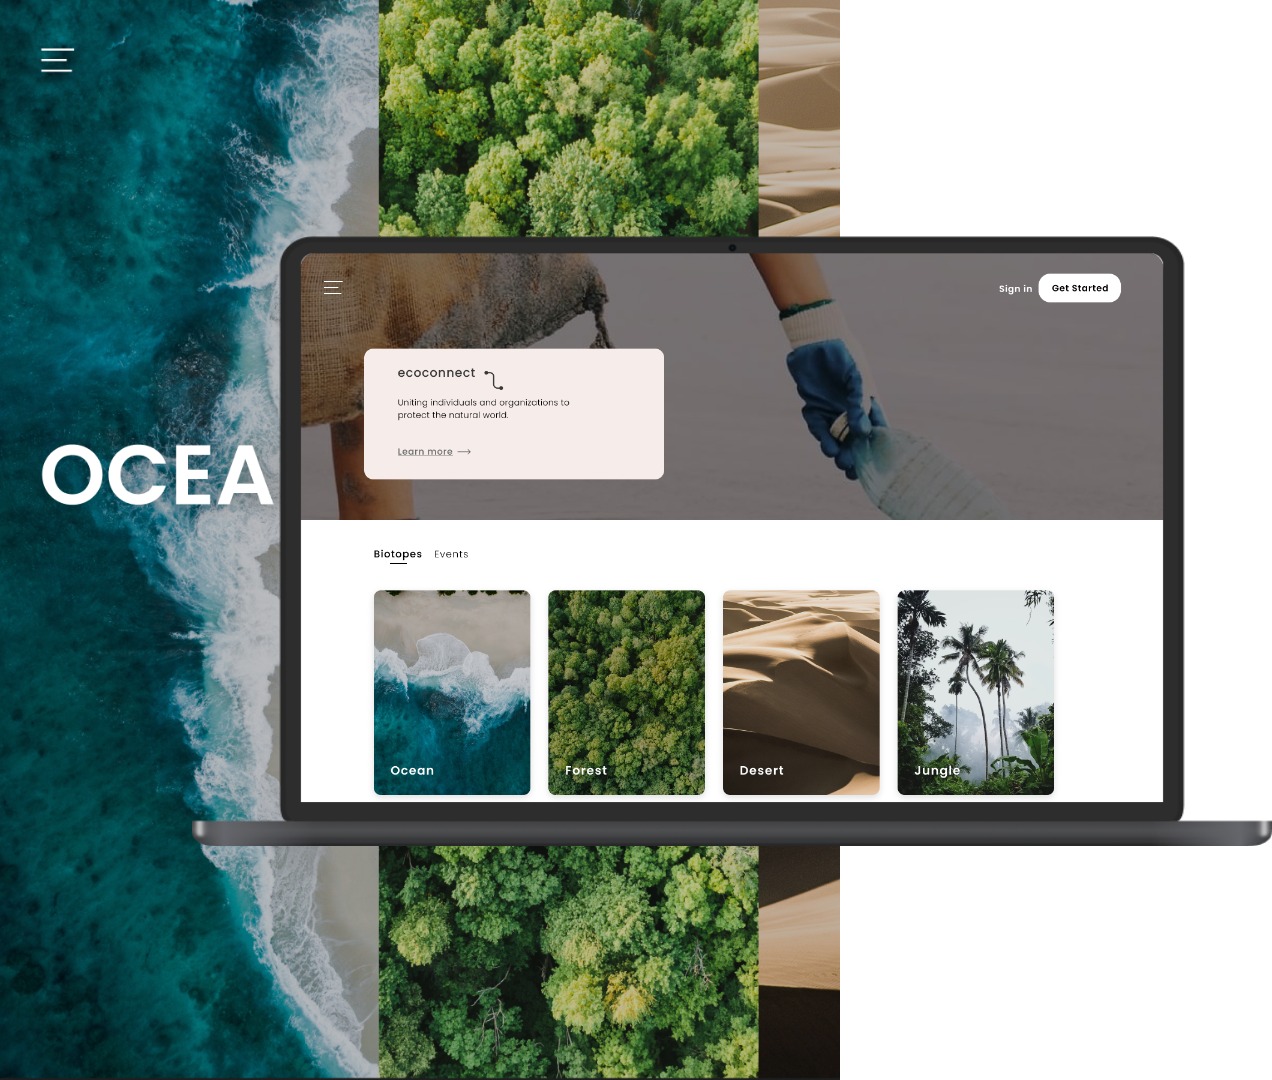 OCEA
Sign in
Get Started
ecoconnect
Uniting individuals and organizations to
protect the natural world.
Learn more
Biotopes
Events
Ocean
Forest
Desert
Jungle